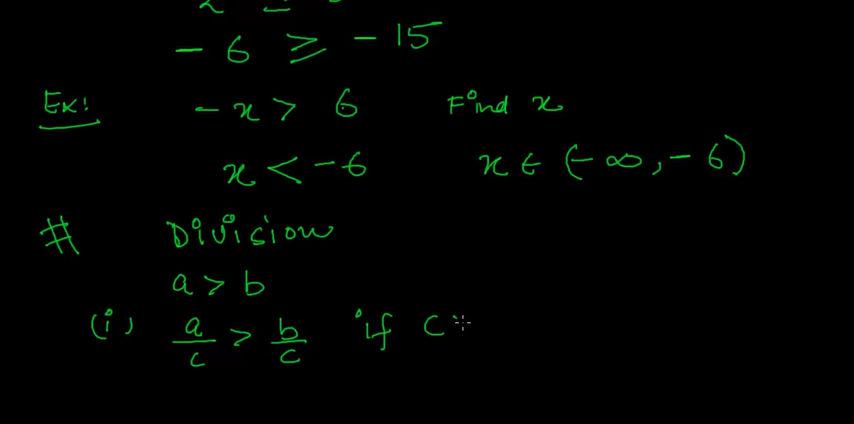 - 6 ≥ - 15
Ex: - x > 6 Find x
x < - 6 x ∈ (- ∞, - 6)
# Division
a > b
(i) a/c > b/c if c